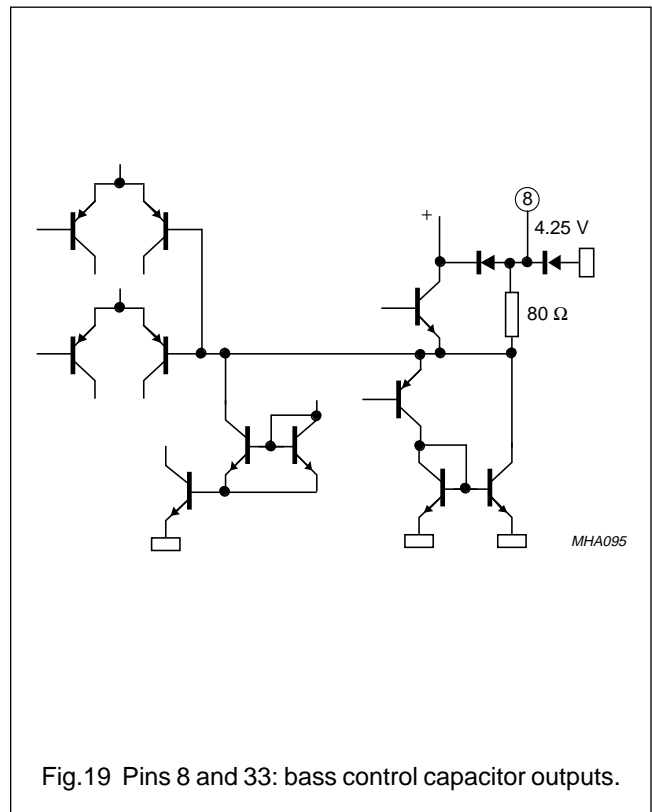 8
+
4.25 V
80 Ω
MHA095
Fig.19 Pins 8 and 33: bass control capacitor outputs.